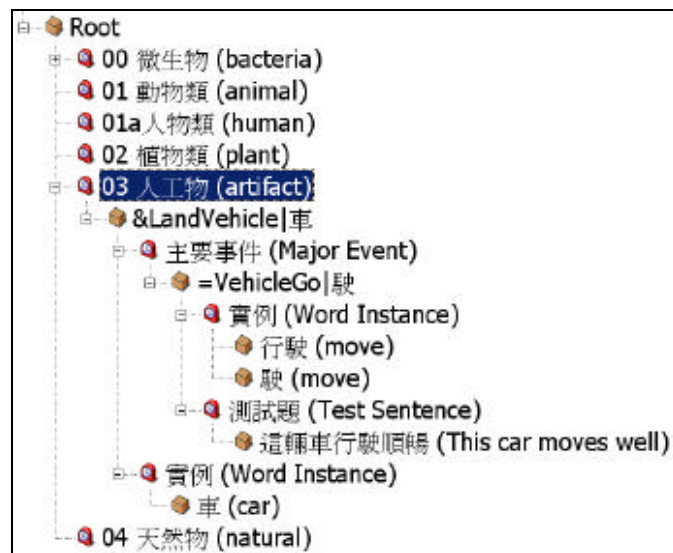 Root
00 微生物 (bacteria)
01 動物類 (animal)
01a人物類 (human)
02 植物類 (plant)
03 人工物 (artifact)
&LandVehicle|車
主要事件 (Major Event)
=VehicleGo|駛
實例 (Word Instance)
行駛 (move)
駛 (move)
測試題 (Test Sentence)
這輛車行駛順暢 (This car moves well)
實例 (Word Instance)
車 (car)
04 天然物 (natural)